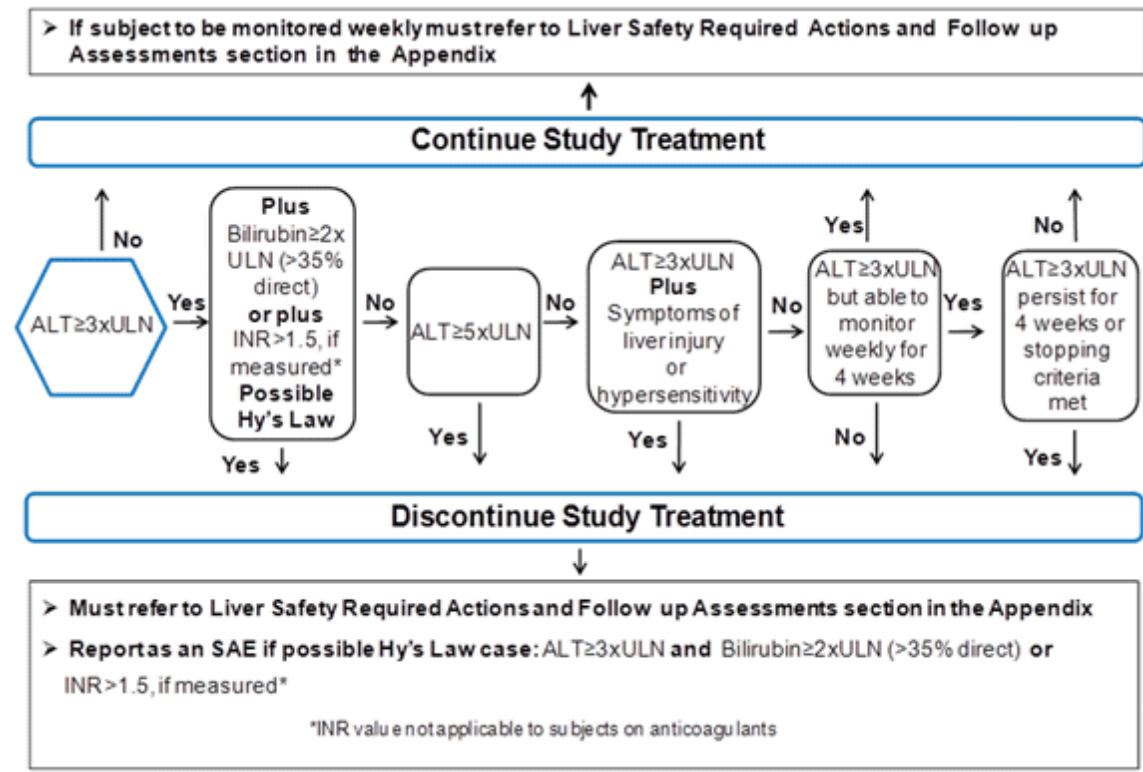 ➢ If subject to be monitored weekly must refer to Liver Safety Required Actions and Follow up
Assessments section in the Appendix
Continue Study Treatment
No
ALT≥3xULN
Yes
Plus
Bilirubin≥2x
ULN (>35%
direct)
or plus
INR>1.5, if
measured*
Possible
Hy's Law
Yes
No
ALT≥5xULN
Yes
No
ALT≥3xULN
Plus
Symptoms of
liver injury
or
hypersensitivity
Yes
No
Yes
ALT≥3xULN
but able to
monitor
weekly for
4 weeks
No
Yes
No
ALT≥3xULN
persist for
4 weeks or
stopping
criteria
met
Yes
Discontinue Study Treatment
➢ Must refer to Liver Safety Required Actions and Follow up Assessments section in the Appendix
➢ Report as an SAE if possible Hy's Law case: ALT≥3xULN and Bilirubin≥2xULN (>35% direct) or
INR>1.5, if measured*
*INR value not applicable to subjects on anticoagulants